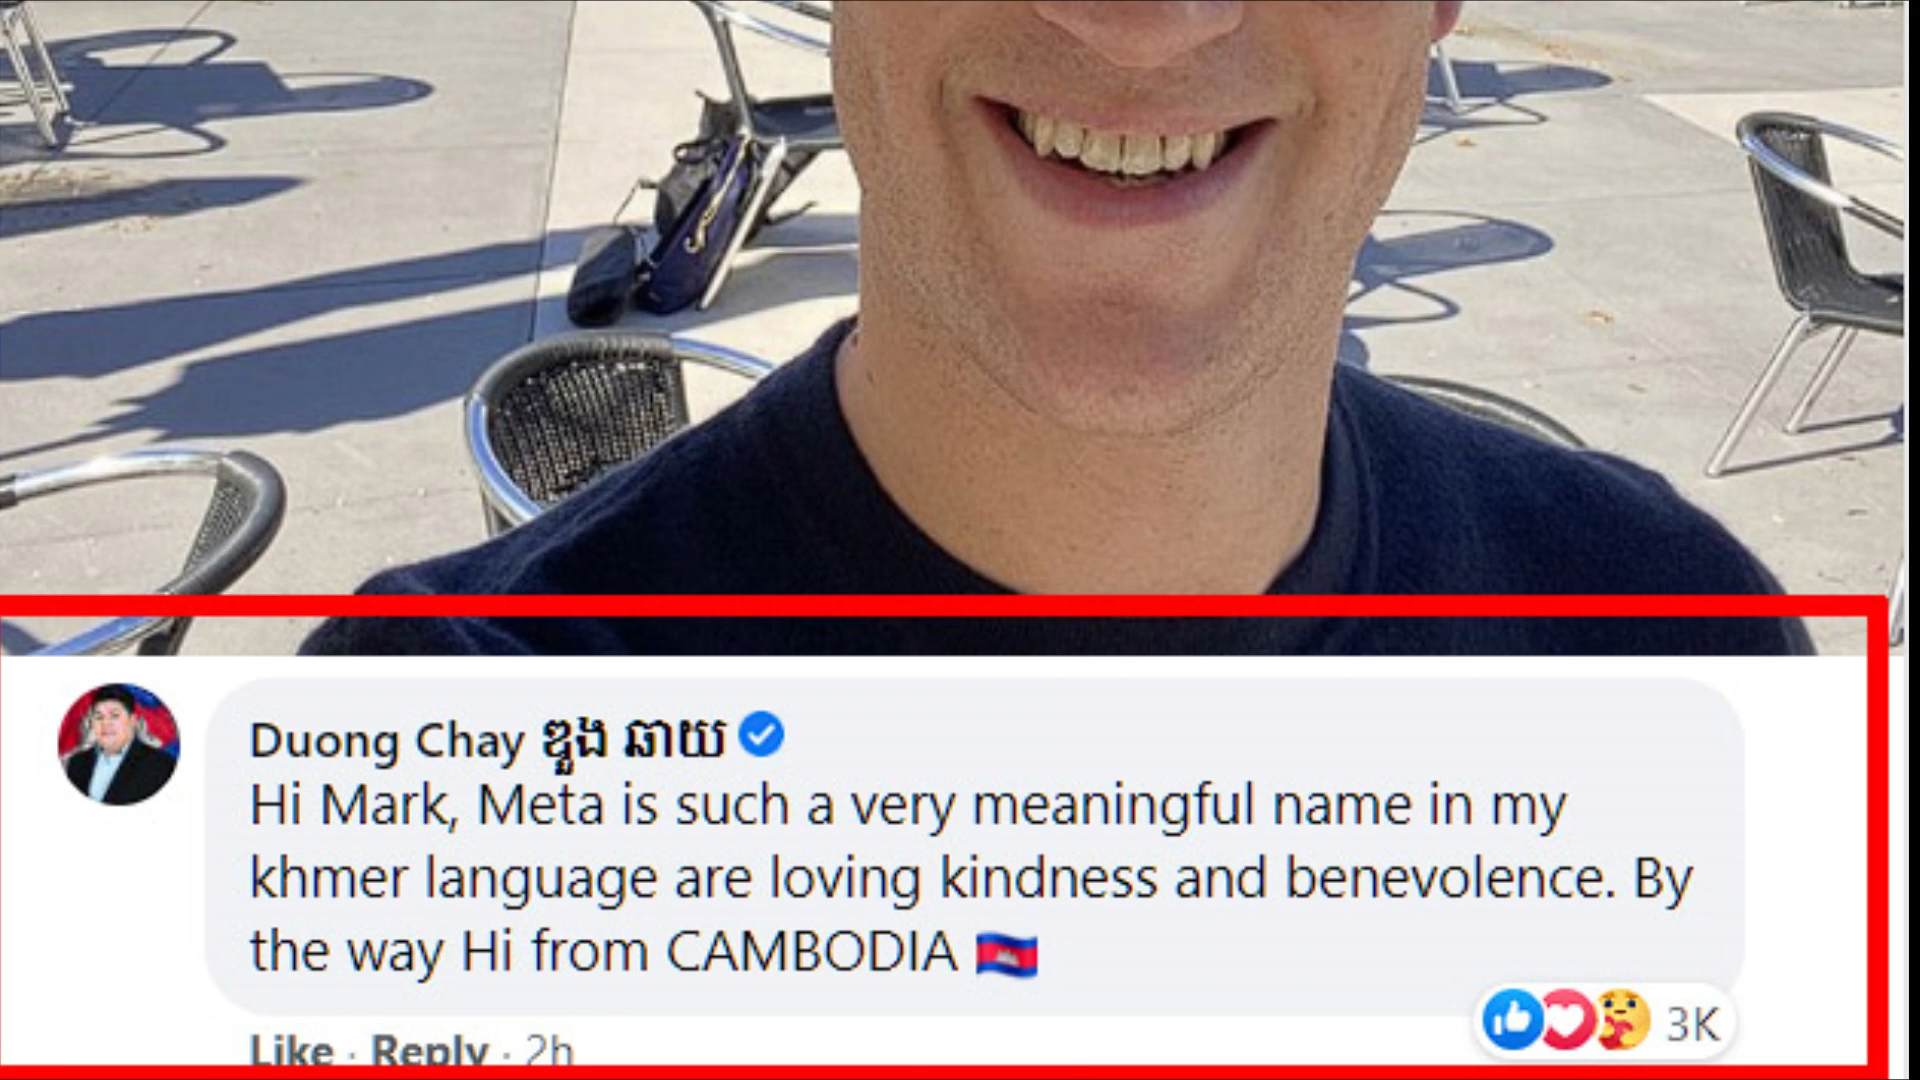 Duong Chay ឌួង ឆាយ
Hi Mark, Meta is such a very meaningful name in my
khmer language are loving kindness and benevolence. By
the way Hi from CAMBODIA 🇰🇭
3K
Like · Reply · 2h